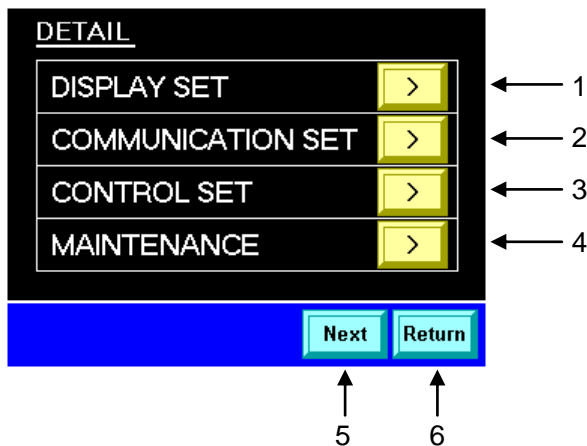 DETAIL
DISPLAY SET > 1
COMMUNICATION SET > 2
CONTROL SET > 3
MAINTENANCE > 4
Next Return
5 6